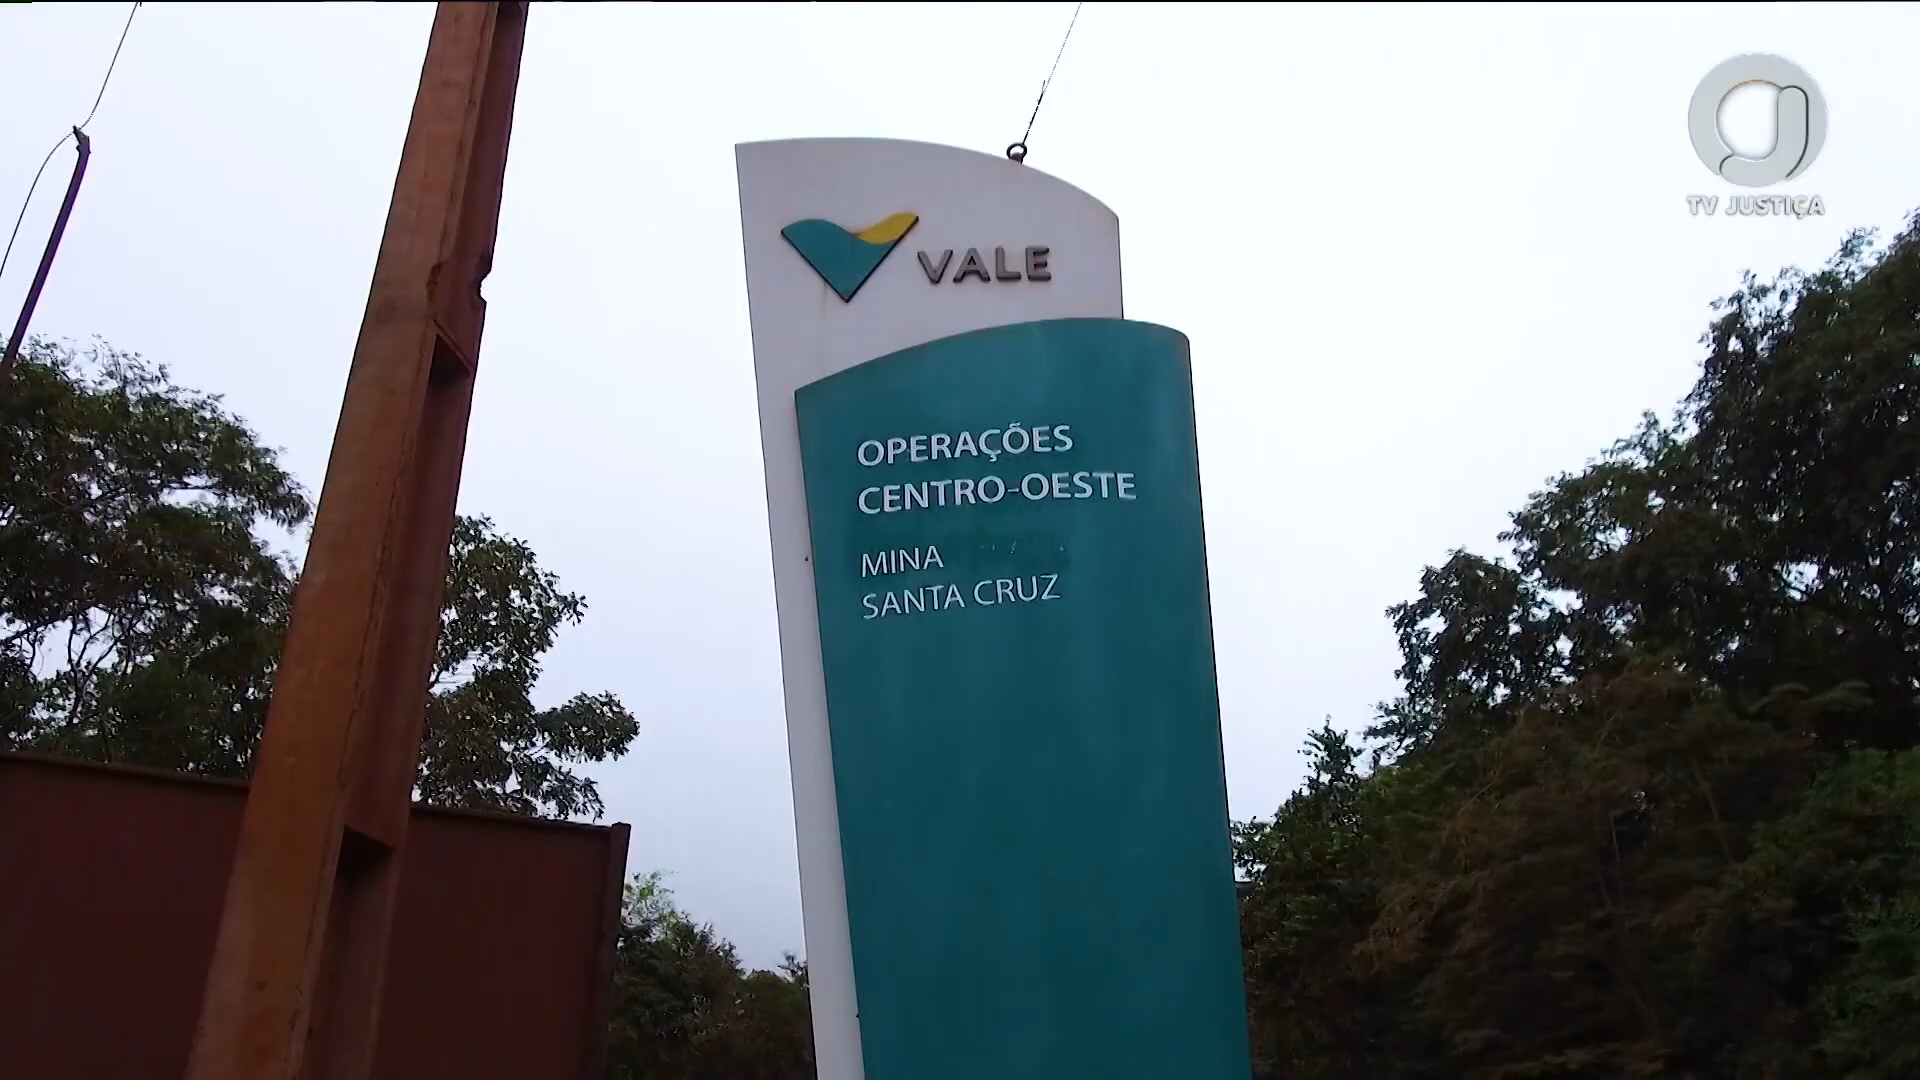 TV JUSTIÇA
VALE
OPERAÇÕES
CENTRO-OESTE
MINA
SANTA CRUZ